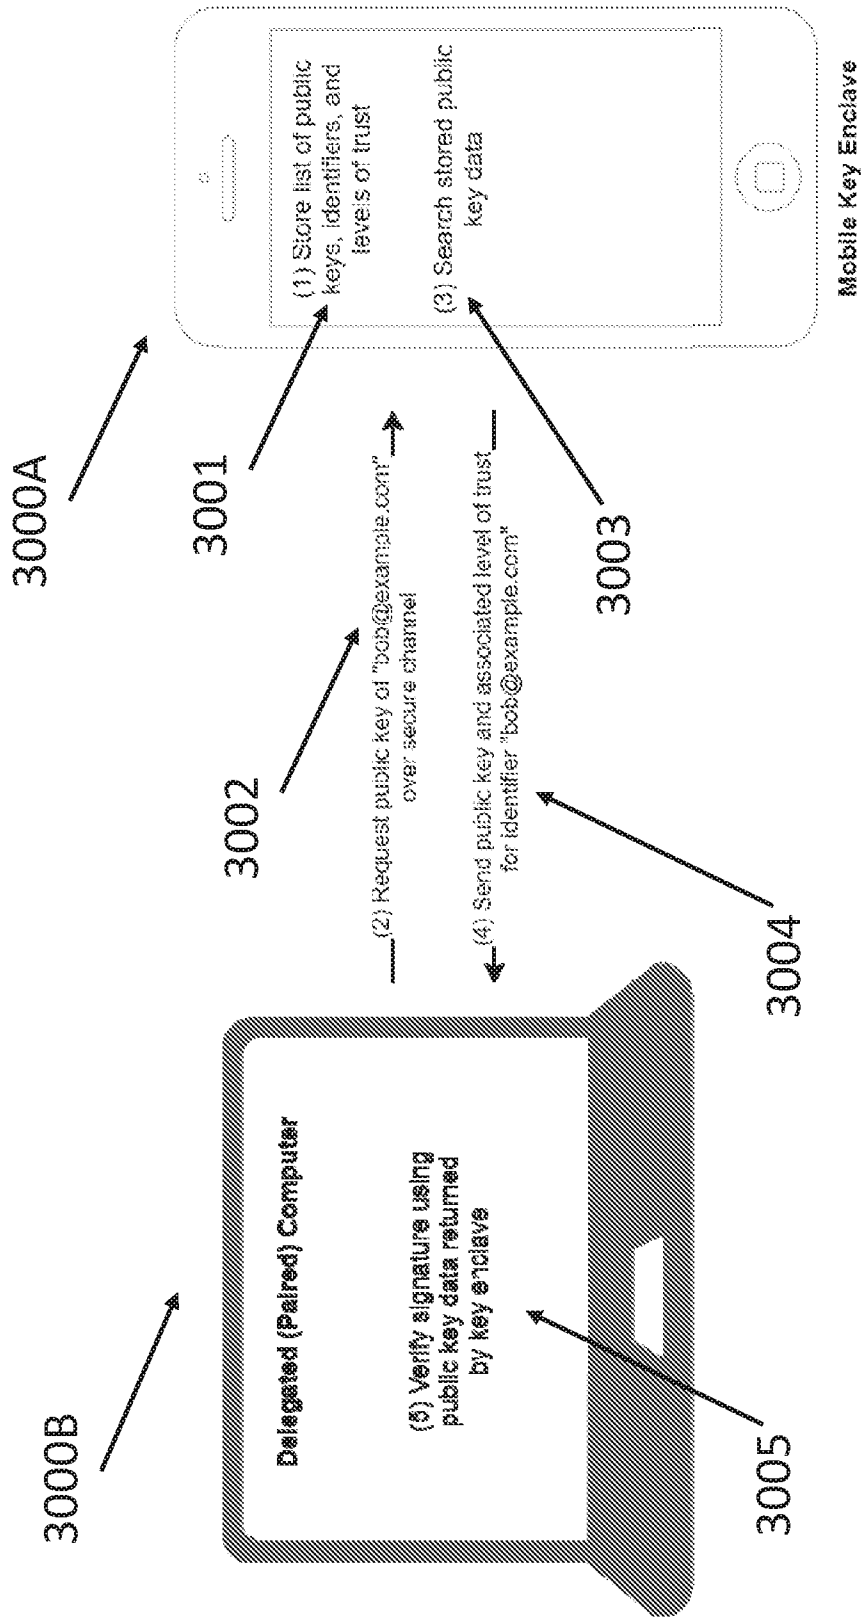 3000B
3000A
Delegated (Paired) Computer
(5) Verify signature using
public key data returned
by key enclave
3005
3002
(2) Request public key of "bob@example.com"
over secure channel
(4) Send public key and associated level of trust
for identifier "bob@example.com"
3004
3001
(1) Store list of public
keys, identifiers, and
levels of trust
(3) Search stored public
key data
3003
Mobile Key Enclave